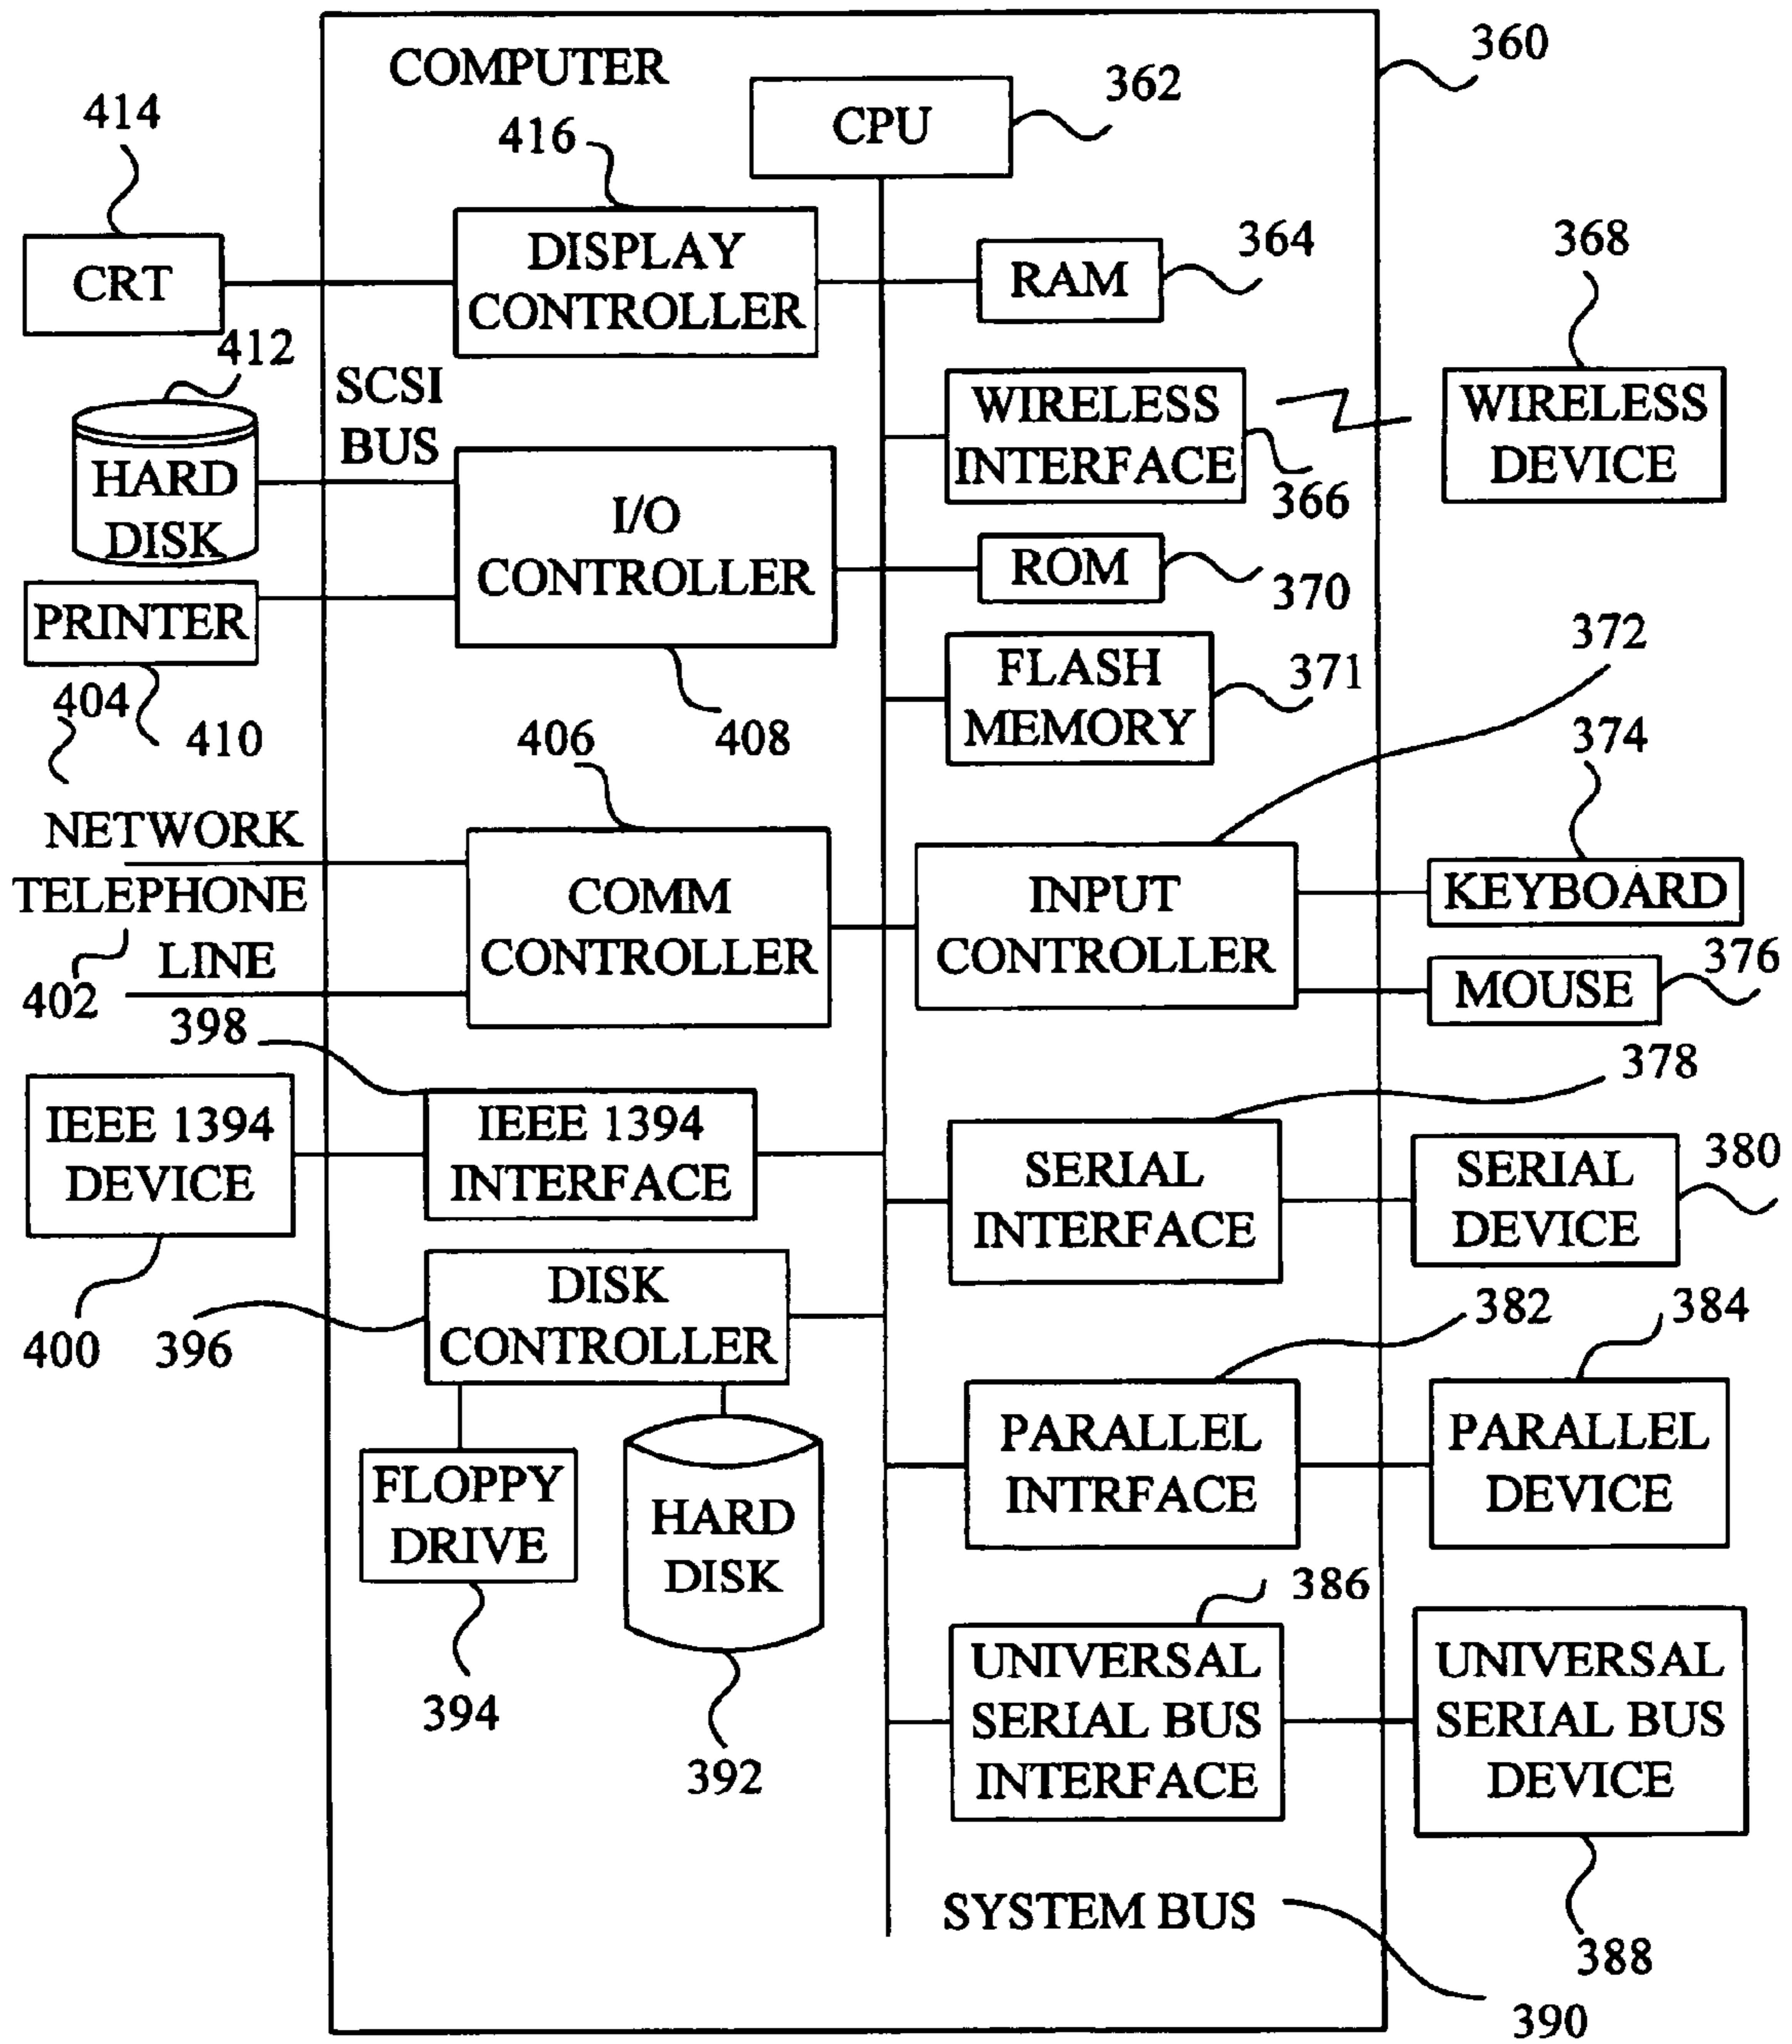 COMPUTER
360
362
CPU
414
416
CRT
DISPLAY
CONTROLLER
RAM
364
368
412
SCSI
BUS
WIRELESS
INTERFACE
366
WIRELESS
DEVICE
HARD
DISK
I/O
CONTROLLER
ROM
370
PRINTER
404
410
408
FLASH
MEMORY
371
372
374
406
NETWORK
TELEPHONE
LINE
402
COMM
CONTROLLER
INPUT
CONTROLLER
KEYBOARD
MOUSE
376
398
378
IEEE 1394
DEVICE
IEEE 1394
INTERFACE
SERIAL
INTERFACE
SERIAL
DEVICE
380
400
396
DISK
CONTROLLER
382
384
FLOPPY
DRIVE
HARD
DISK
PARALLEL
INTRFACE
PARALLEL
DEVICE
394
392
386
UNIVERSAL
SERIAL BUS
INTERFACE
UNIVERSAL
SERIAL BUS
DEVICE
388
SYSTEM BUS
390